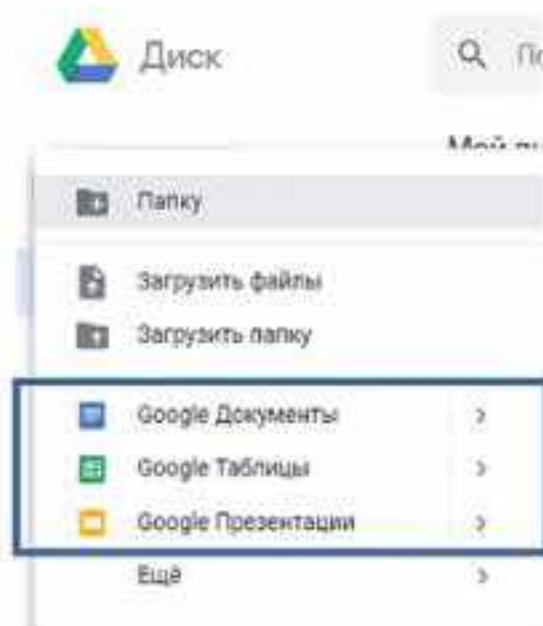 Диск
Папку
Загрузить файлы
Загрузить папку
Google Документы
Google Таблицы
Google Презентации
Ещё